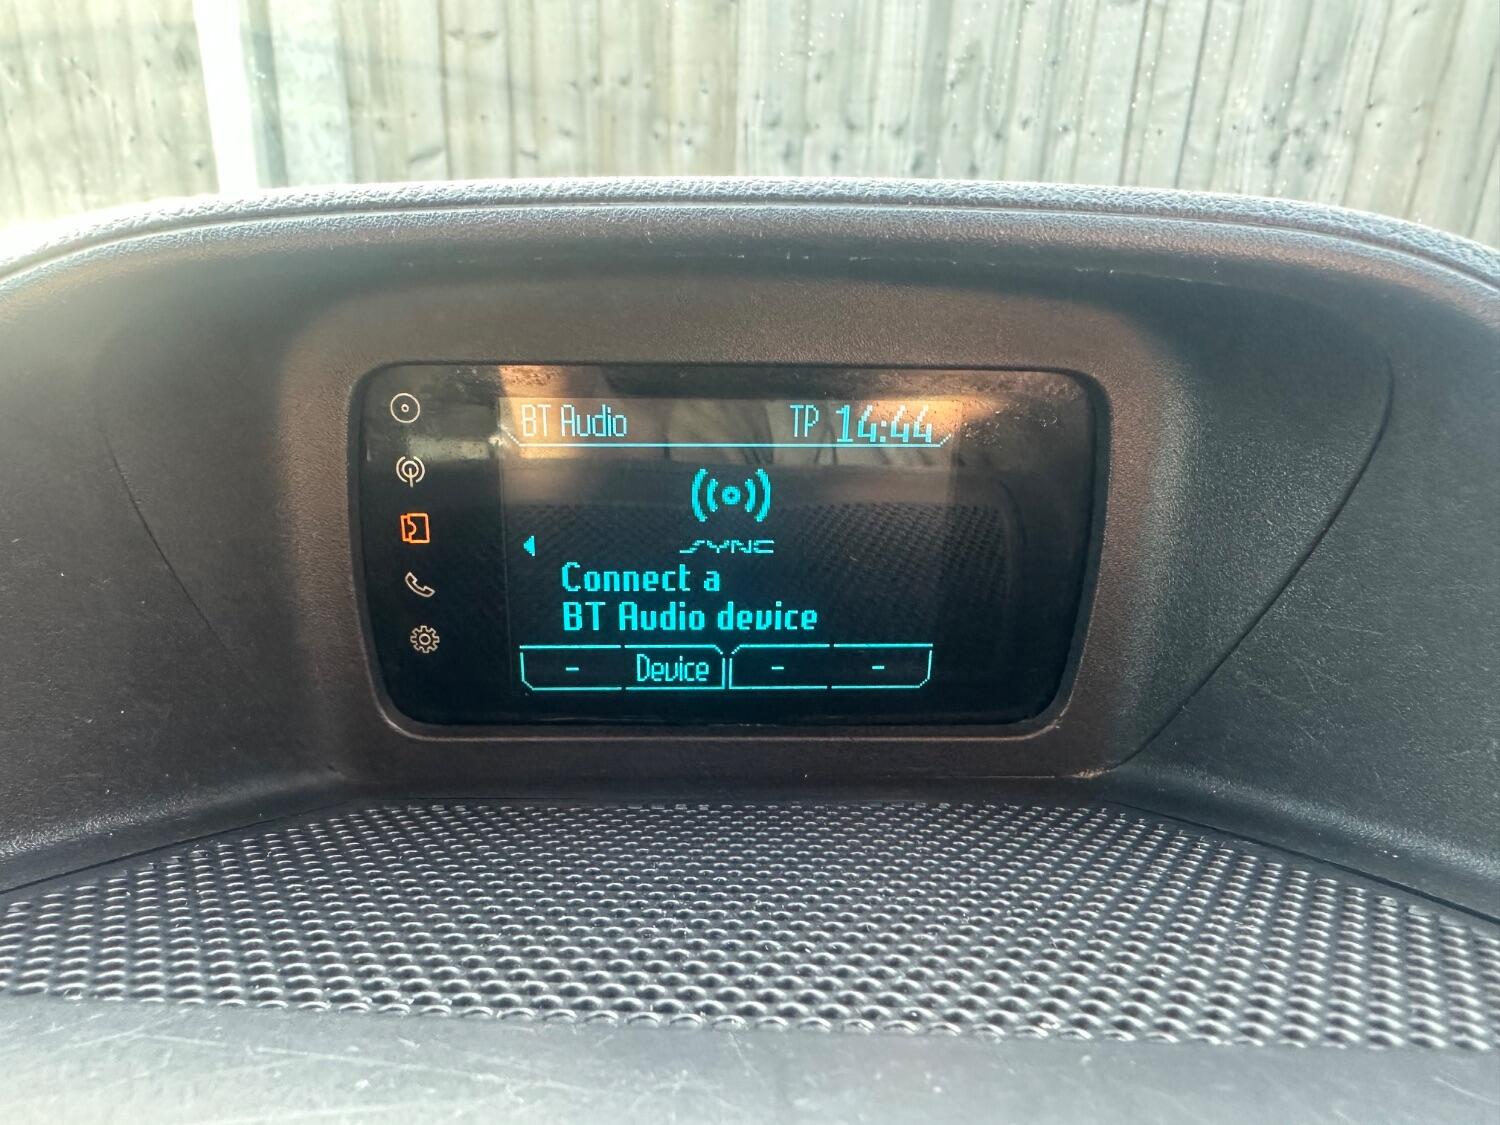 BT Audio TP 14:44
SYNC
Connect a
BT Audio device
- Device - -